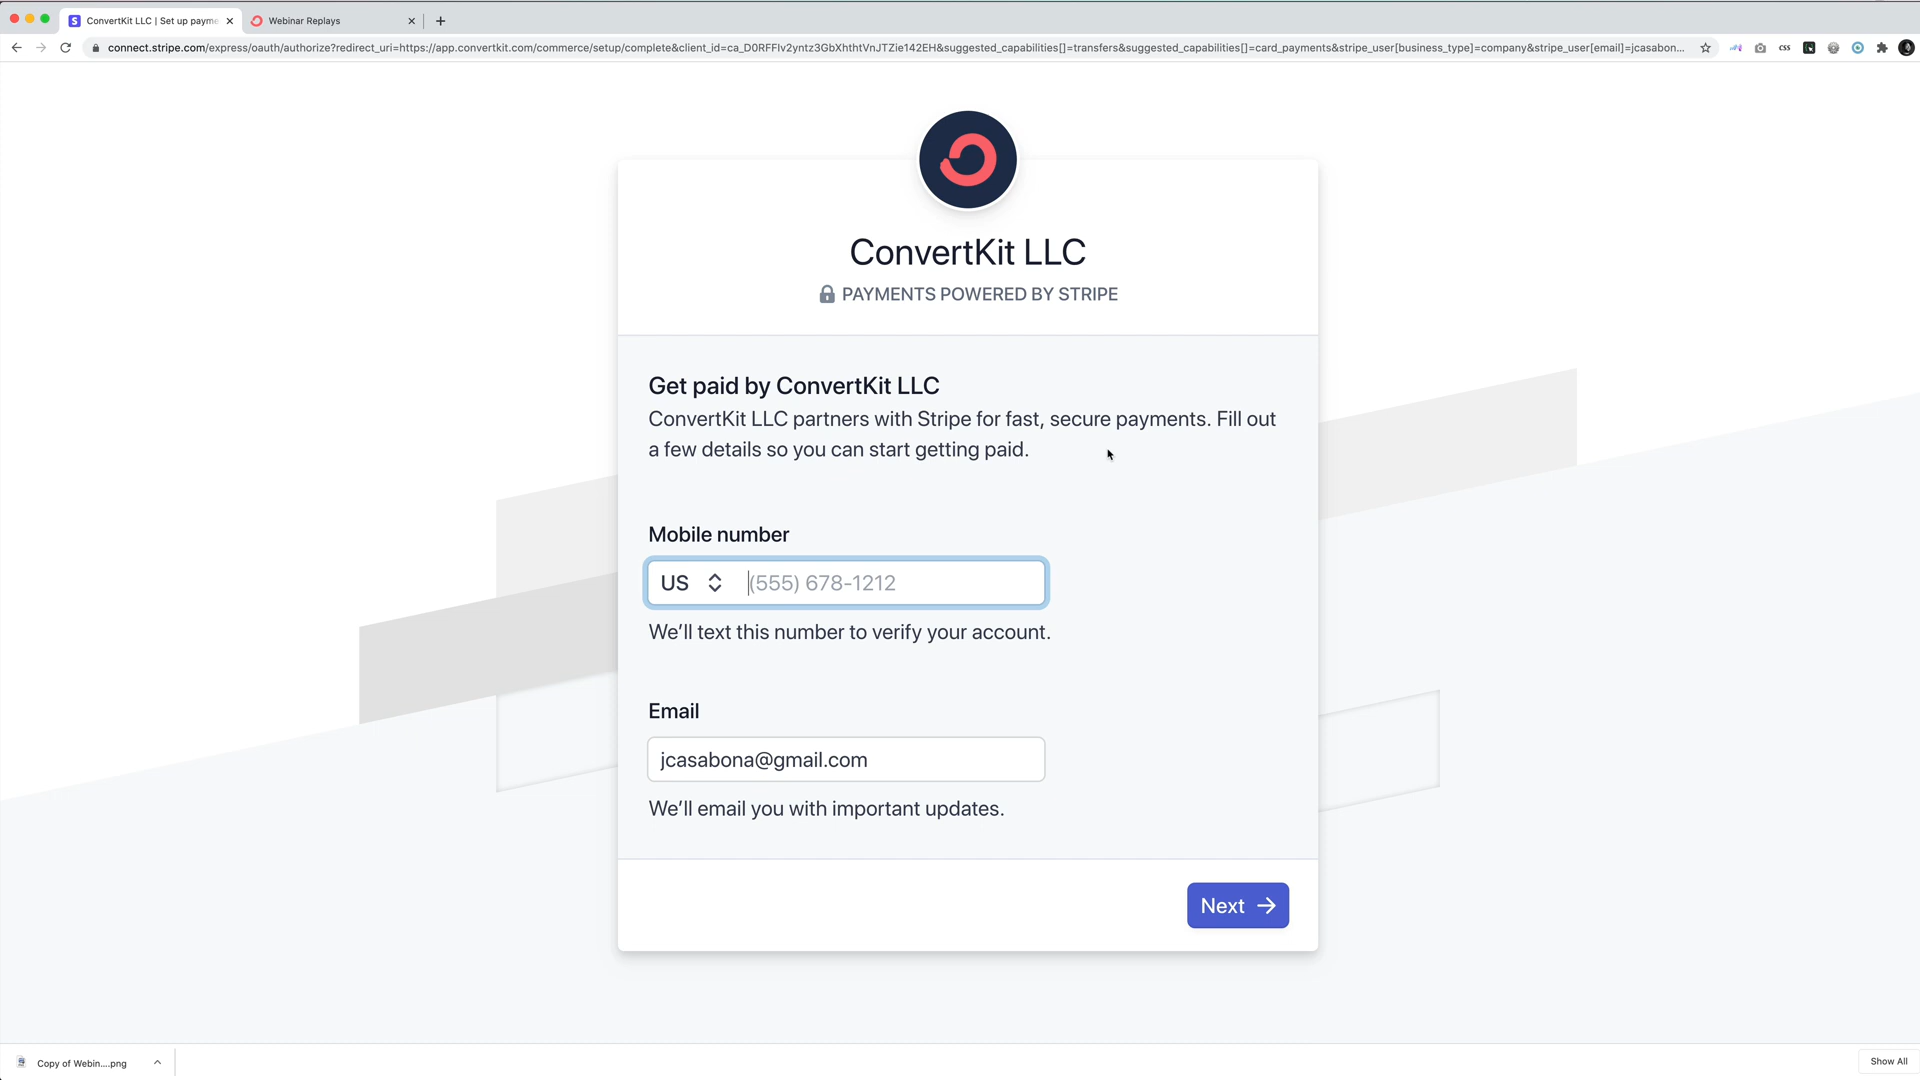 ConvertKit LLC | Set up payme
Webinar Replays
connect.stripe.com/express/oauth/authorize?redirect_uri=https://app.convertkit.com/commerce/setup/complete&client_id=ca_D0RFFIv2yntz3GbXhthtVnJTZie142EH&suggested_capabilities[]=transfers&suggested_capabilities[]=card_payments&stripe_user[business_type]=company&stripe_user[email]=jcasabon...
CSS
ConvertKit LLC
PAYMENTS POWERED BY STRIPE
Get paid by ConvertKit LLC
ConvertKit LLC partners with Stripe for fast, secure payments. Fill out
a few details so you can start getting paid.
Mobile number
US (555) 678-1212
We’ll text this number to verify your account.
Email
jcasabona@gmail.com
We’ll email you with important updates.
Next →
Copy of Webin....png
Show All